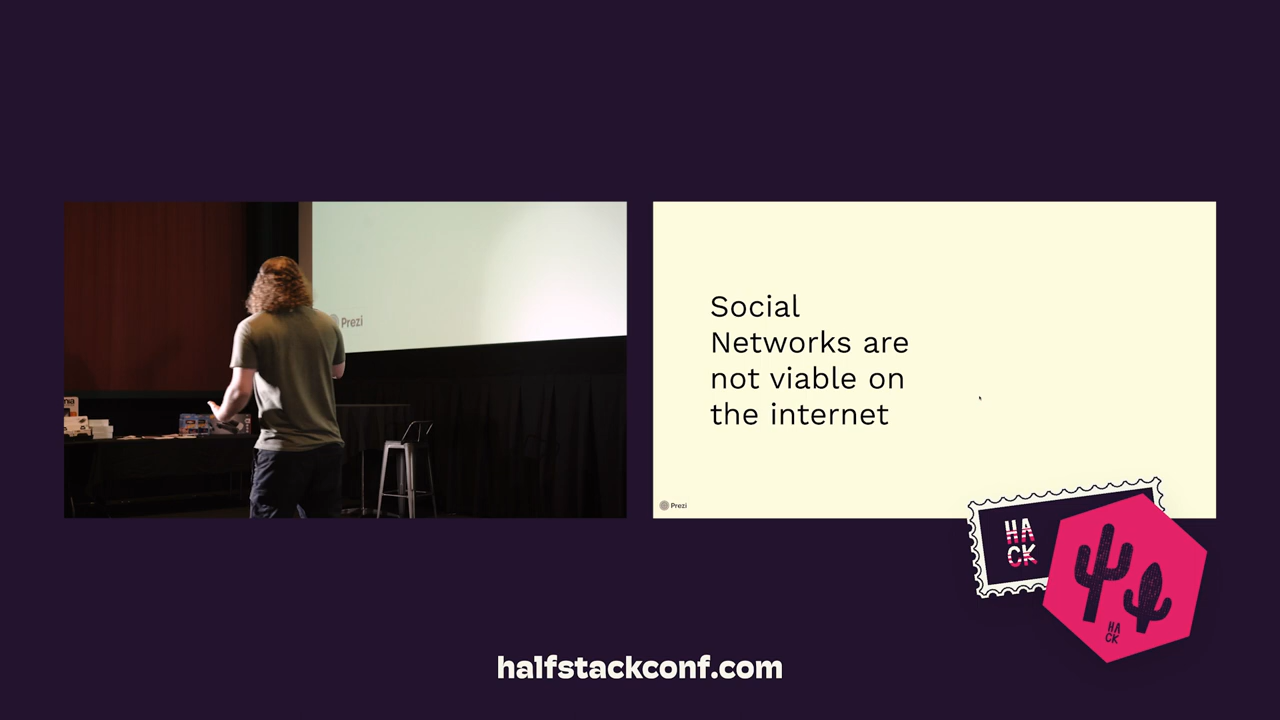 Prezi
Social
Networks are
not viable on
the internet
Prezi
HA
CK
HA
CK
halfstackconf.com